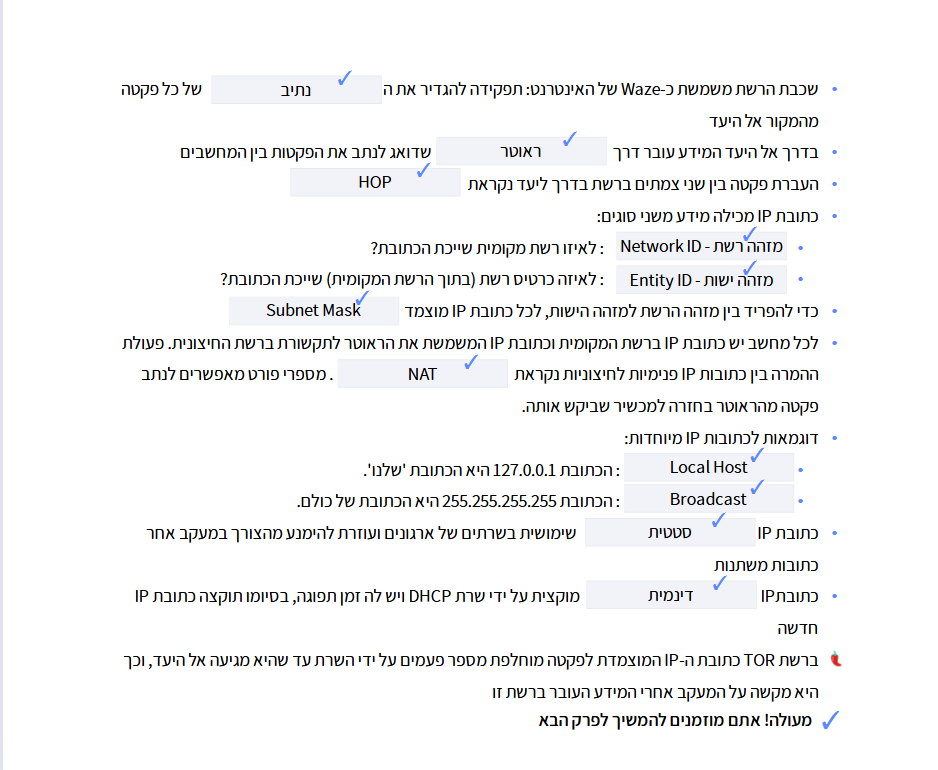 • שכבת הרשת משמשת כ-Waze של האינטרנט: תפקידה להגדיר את ה נתיב של כל פקטה
מהמקור אל היעד
• בדרך אל היעד המידע עובר דרך ראוטר שדואג לנתב את הפקטות בין המחשבים
• העברת פקטה בין שני צמתים ברשת בדרך ליעד נקראת HOP
• כתובת IP מכילה מידע משני סוגים:
• מזהה רשת - Network ID : לאיזו רשת מקומית שייכת הכתובת?
• מזהה ישות - Entity ID : לאיזה כרטיס רשת (בתוך הרשת המקומית) שייכת הכתובת?
• כדי להפריד בין מזהה הרשת למזהה הישות, לכל כתובת IP מוצמד Subnet Mask
• לכל מחשב יש כתובת IP ברשת המקומית וכתובת IP המשמשת את הראוטר לתקשורת ברשת החיצונית. פעולת
ההמרה בין כתובות IP פנימיות לחיצוניות נקראת NAT . מספרי פורט מאפשרים לנתב
פקטה מהראוטר בחזרה למכשיר שביקש אותה.
• דוגמאות לכתובות IP מיוחדות:
• Local Host : הכתובת 127.0.0.1 היא הכתובת 'שלנו'.
• Broadcast : הכתובת 255.255.255.255 היא הכתובת של כולם.
• כתובת IP סטטית שימושית בשרתים של ארגונים ועוזרת להימנע מהצורך במעקב אחר
כתובות משתנות
• כתובתIP דינמית מוקצית על ידי שרת DHCP ויש לה זמן תפוגה, בסיומו תוקצה כתובת IP
חדשה
🌶 ברשת TOR כתובת ה-IP המוצמדת לפקטה מוחלפת מספר פעמים על ידי השרת עד שהיא מגיעה אל היעד, וכך
היא מקשה על המעקב אחרי המידע העובר ברשת זו
✓ מעולה! אתם מוזמנים להמשיך לפרק הבא